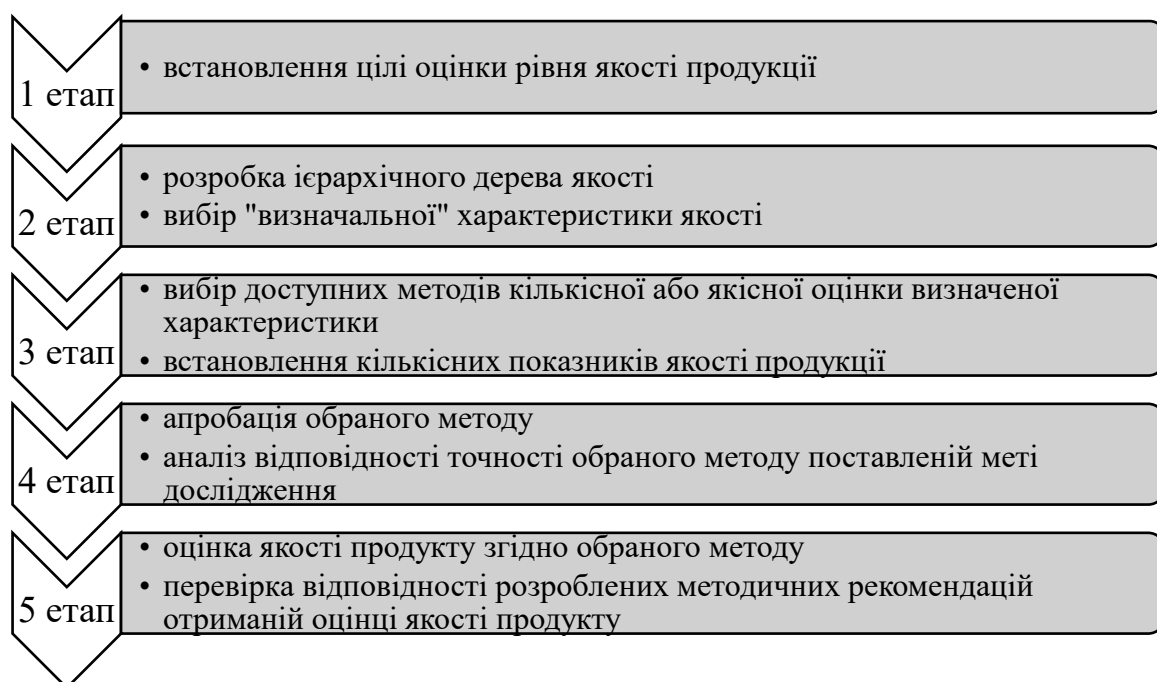 1 етап
• встановлення цілі оцінки рівня якості продукції
2 етап
• розробка ієрархічного дерева якості
• вибір "визначальної" характеристики якості
3 етап
• вибір доступних методів кількісної або якісної оцінки визначеної
характеристики
• встановлення кількісних показників якості продукції
4 етап
• апробація обраного методу
• аналіз відповідності точності обраного методу поставленій меті
дослідження
5 етап
• оцінка якості продукту згідно обраного методу
• перевірка відповідності розроблених методичних рекомендацій
отриманій оцінці якості продукту